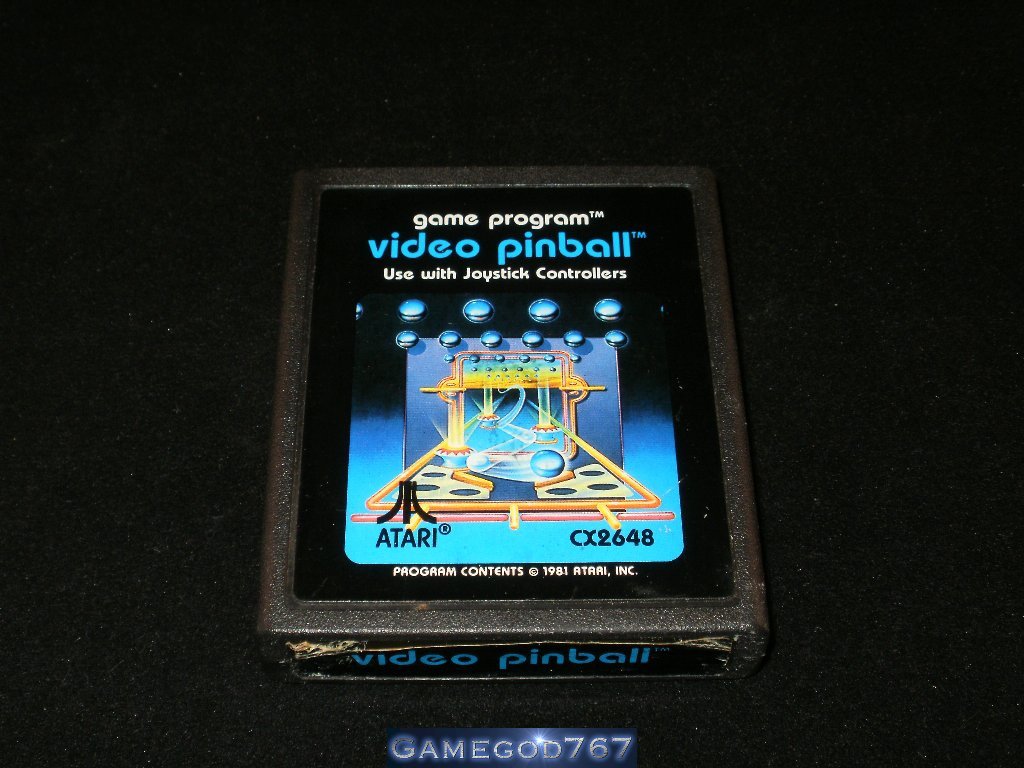 game program™
video pinball™
Use with Joystick Controllers
ATARI®
CX2648
PROGRAM CONTENTS © 1981 ATARI, INC.
video pinball™
GAMEGOD767